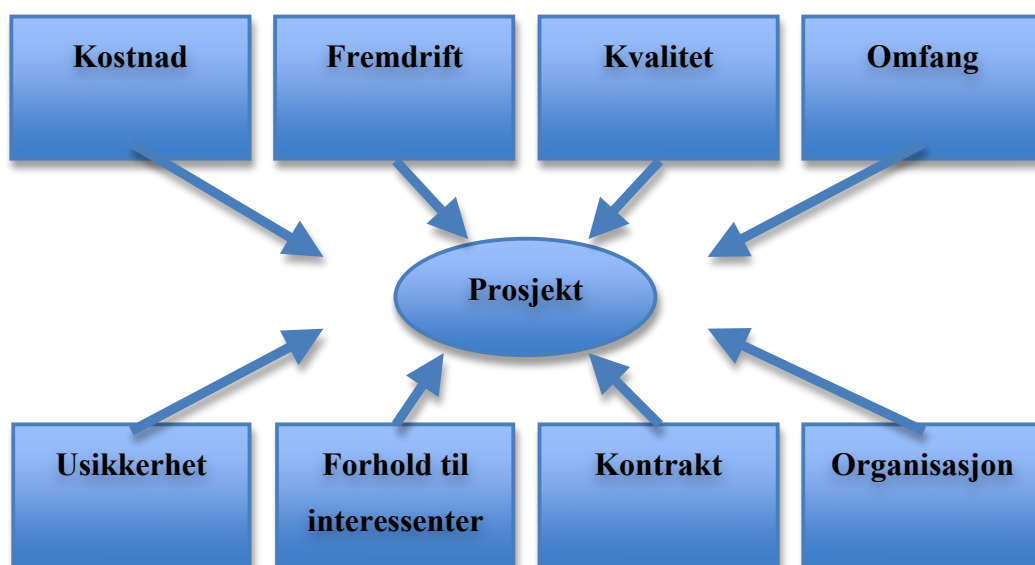 Kostnad
Fremdrift
Kvalitet
Omfang
Prosjekt
Usikkerhet
Forhold til
interessenter
Kontrakt
Organisasjon